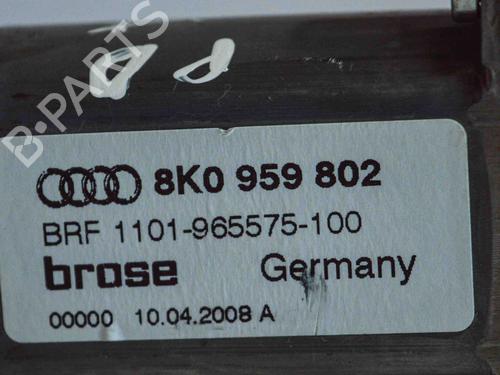 B-PARTS
8K0 959 802
BRF 1101-965575-100
brose Germany
00000 10.04.2008 A